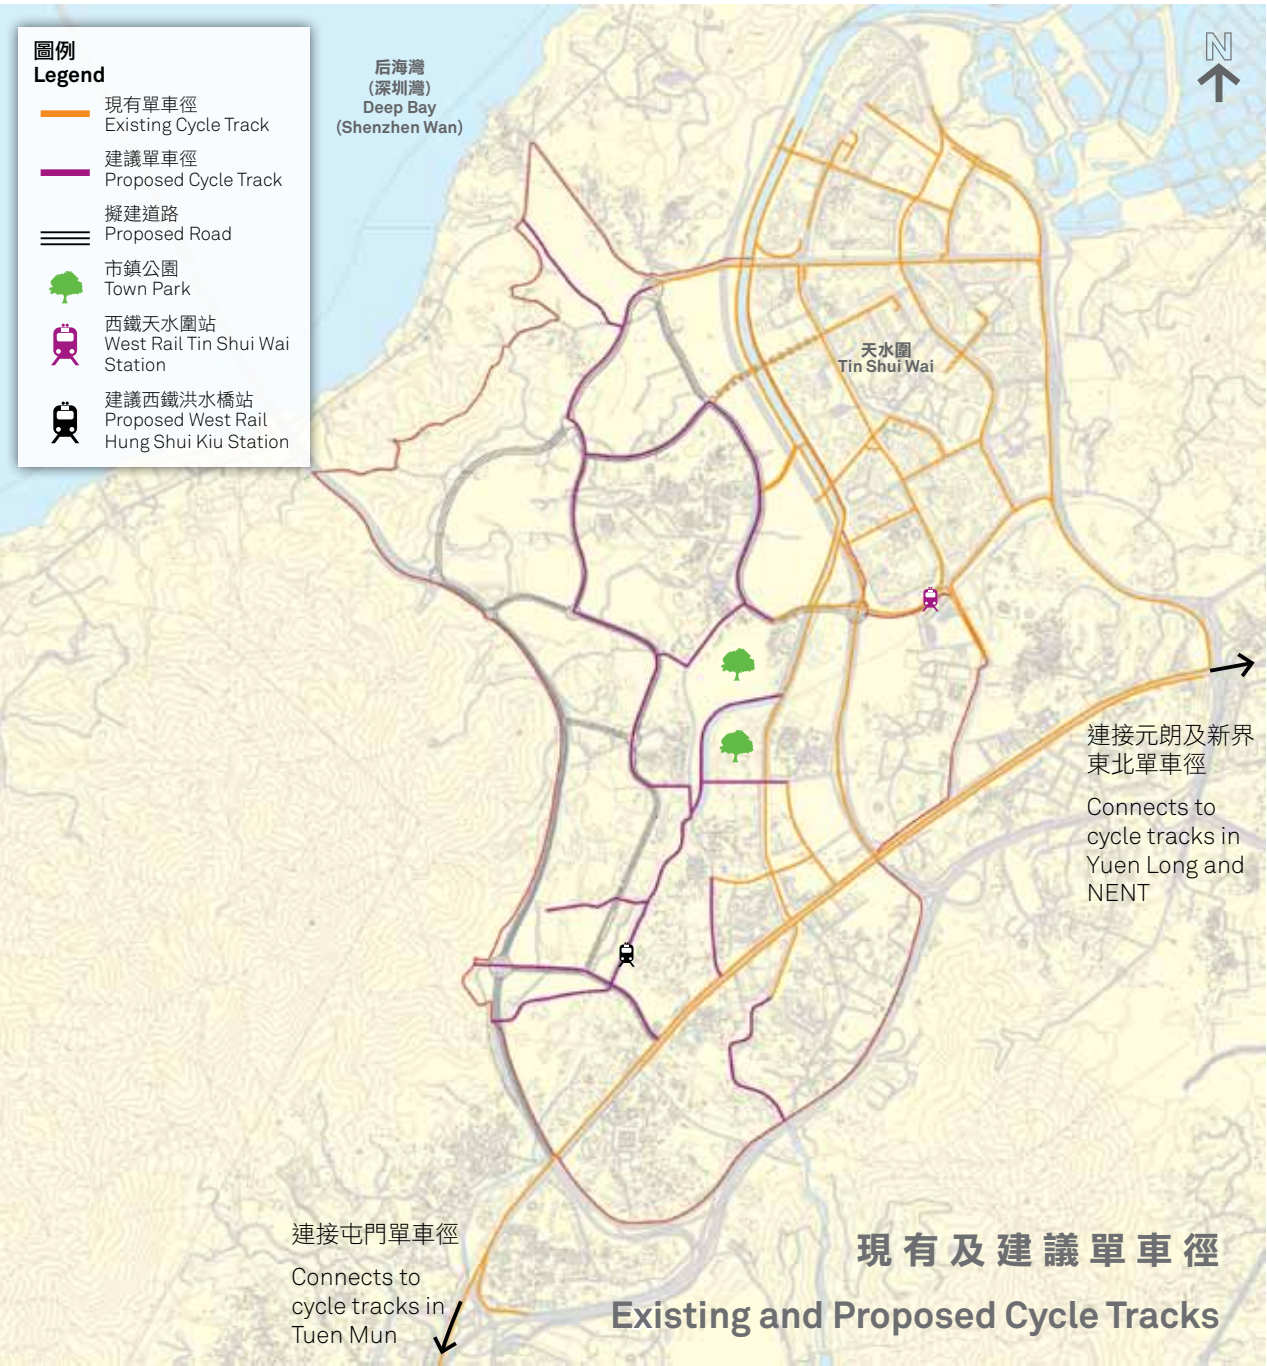 圖例
Legend
現有單車徑
Existing Cycle Track
建議單車徑
Proposed Cycle Track
擬建道路
Proposed Road
市鎮公園
Town Park
西鐵天水圍站
West Rail Tin Shui Wai
Station
建議西鐵洪水橋站
Proposed West Rail
Hung Shui Kiu Station
后海灣
(深圳灣)
Deep Bay
(Shenzhen Wan)
N
天水圍
Tin Shui Wai
連接元朗及新界
東北單車徑
Connects to
cycle tracks in
Yuen Long and
NENT
連接屯門單車徑
Connects to
cycle tracks in
Tuen Mun
現有及建議單車徑
Existing and Proposed Cycle Tracks